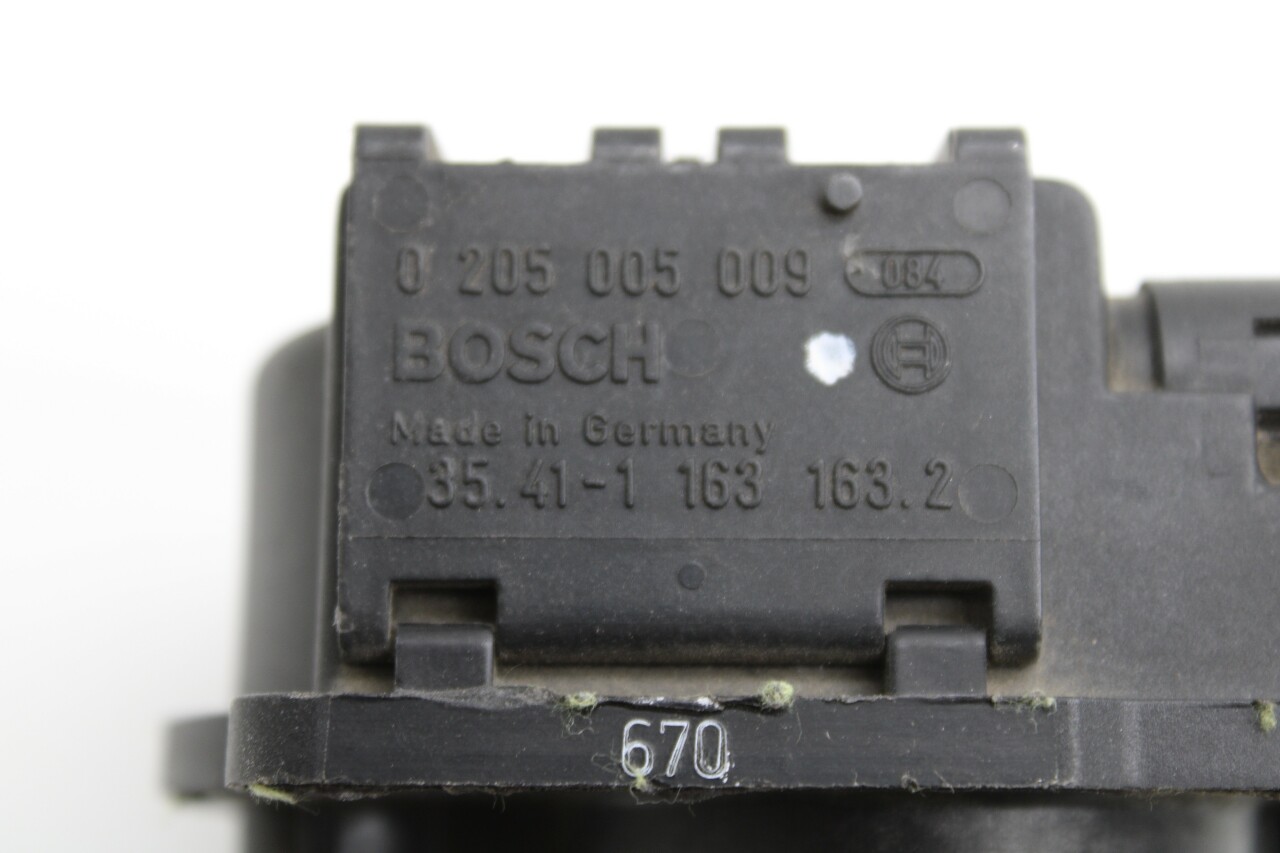 0 205 005 009 084
BOSCH
Made in Germany
35.41-1 163 163.2
670